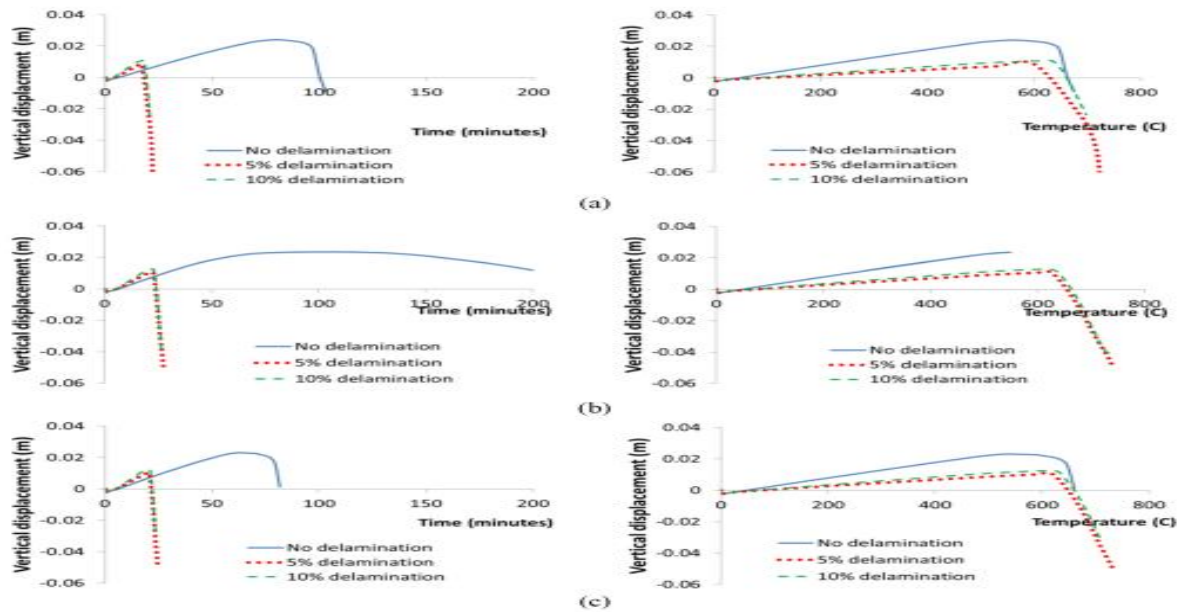 Vertical displacment (m)
0.04
0.02
0
-0.02
-0.04
-0.06
0
50
100
150
200
Time (minutes)
No delamination
5% delamination
10% delamination
Vertical displacmeent (m)
0.04
0.02
0
-0.02
-0.04
-0.06
0
200
400
600
800
Temperature (C)
No delamination
5% delamination
10% delamination
(a)
Vertical displacement (m)
0.04
0.02
0
-0.02
-0.04
-0.06
0
50
100
150
200
Time (minutes)
No delamination
5% delamination
10% delamination
Vertical displacement (m)
0.04
0.02
0
-0.02
-0.04
-0.06
0
200
400
600
800
Temperature (C)
No delamination
5% delamination
10% delamination
(b)
Vertical displacement (m)
0.04
0.02
0
-0.02
-0.04
-0.06
0
50
100
150
200
Time (minutes)
No delamination
5% delamination
10% delamination
Vertical displacement (m)
0.04
0.02
0
-0.02
-0.04
-0.06
0
200
400
600
800
Temperature (C)
No delamination
5% delamination
10% delamination
(c)